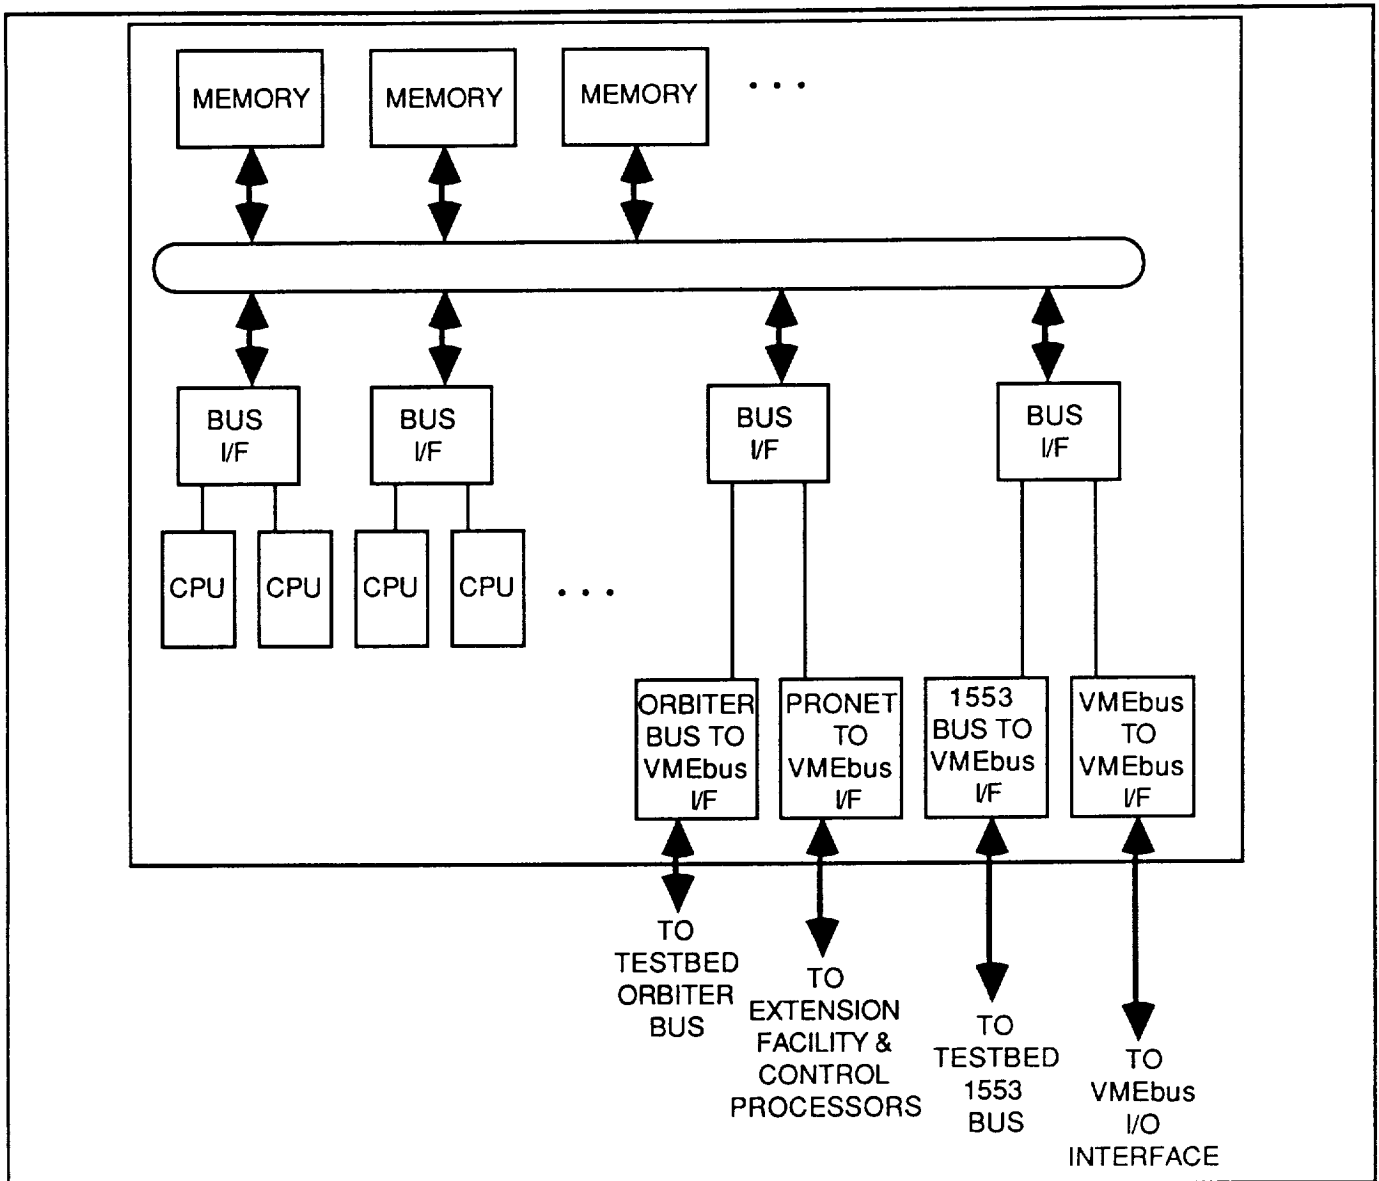 MEMORY
MEMORY
MEMORY
. . .
BUS
I/F
BUS
I/F
BUS
I/F
BUS
I/F
CPU
CPU
CPU
CPU
. . .
ORBITER
BUS TO
VMEbus
I/F
PRONET
TO
VMEbus
I/F
1553
BUS TO
VMEbus
I/F
VMEbus
TO
VMEbus
I/F
TO
TESTBED
ORBITER
BUS
TO
EXTENSION
FACILITY &
CONTROL
PROCESSORS
TO
TESTBED
1553
BUS
TO
VMEbus
I/O
INTERFACE